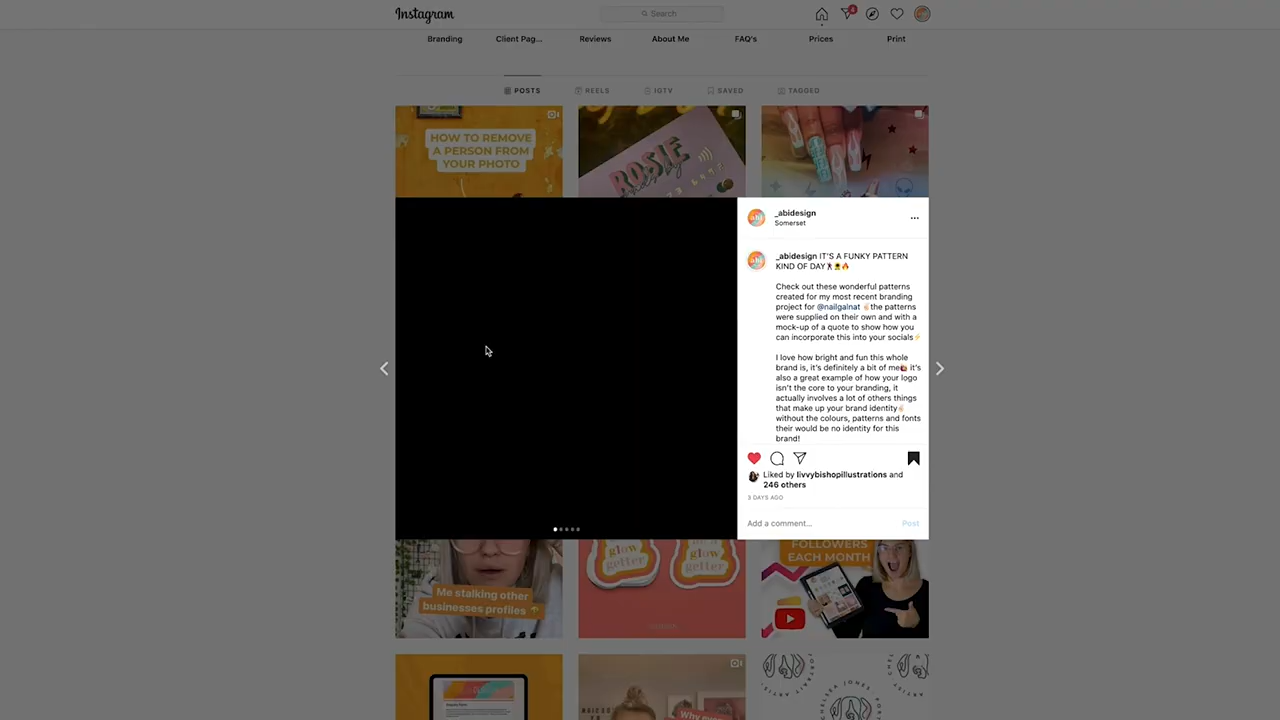 Instagram
Search
4
Branding
Client Pag...
Reviews
About Me
FAQ's
Prices
Print
POSTS
REELS
IGTV
SAVED
TAGGED
HOW TO REMOVE
A PERSON FROM
YOUR PHOTO
ROSIE
_abidesign
Somerset
...
_abidesign IT'S A FUNKY PATTERN
KIND OF DAY🕺🌻🔥
Check out these wonderful patterns
created for my most recent branding
project for @nailgalnat ✌🏻the patterns
were supplied on their own and with a
mock-up of a quote to show how you
can incorporate this into your socials⚡
I love how bright and fun this whole
brand is, it's definitely a bit of me it's
also a great example of how your logo
isn't the core to your branding, it
actually involves a lot of others things
that make up your brand identity✌🏻
without the colours, patterns and fonts
their would be no identity for this
brand!
Liked by livvybishopillustrations and
246 others
3 DAYS AGO
Add a comment...
Post
Me stalking other
businesses profiles
glow
getter
glow
getter
FOLLOWERS
EACH MONTH
Why